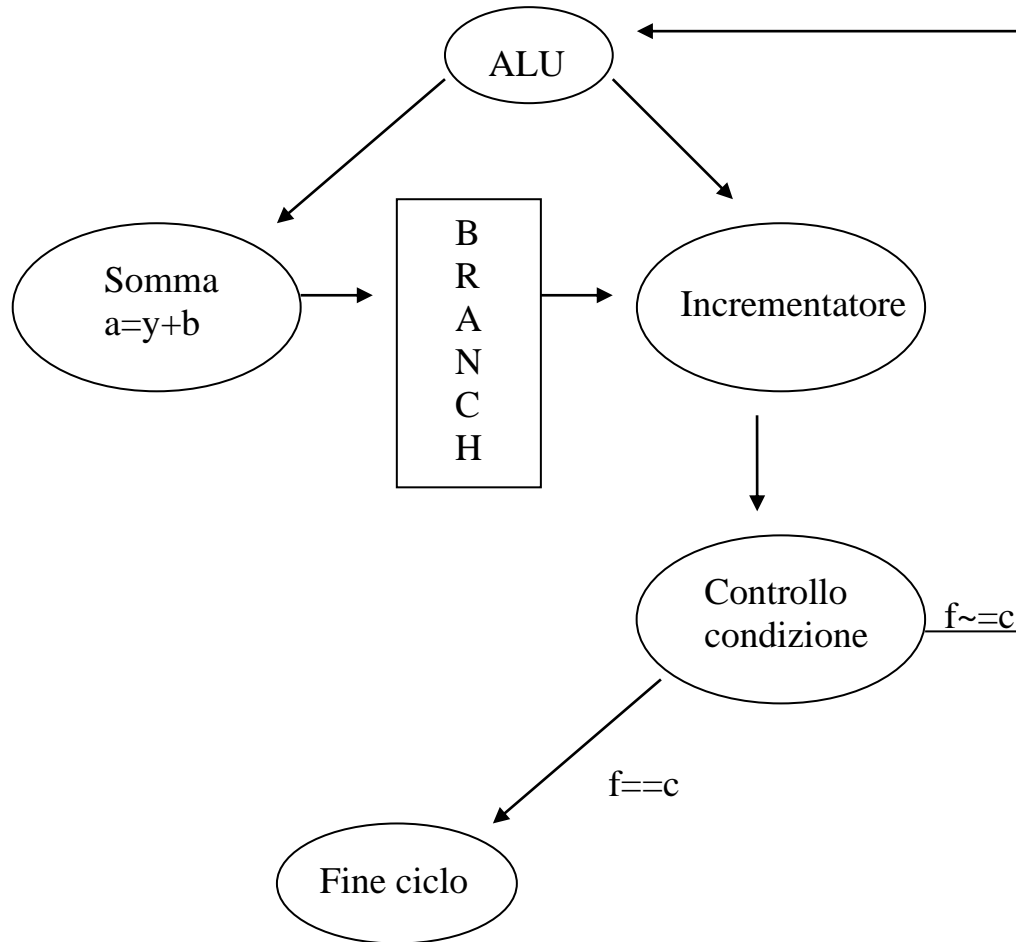 ALU
Somma
a=y+b
B
R
A
N
C
H
Incrementatore
Controllo
condizione
f~=c
f==c
Fine ciclo